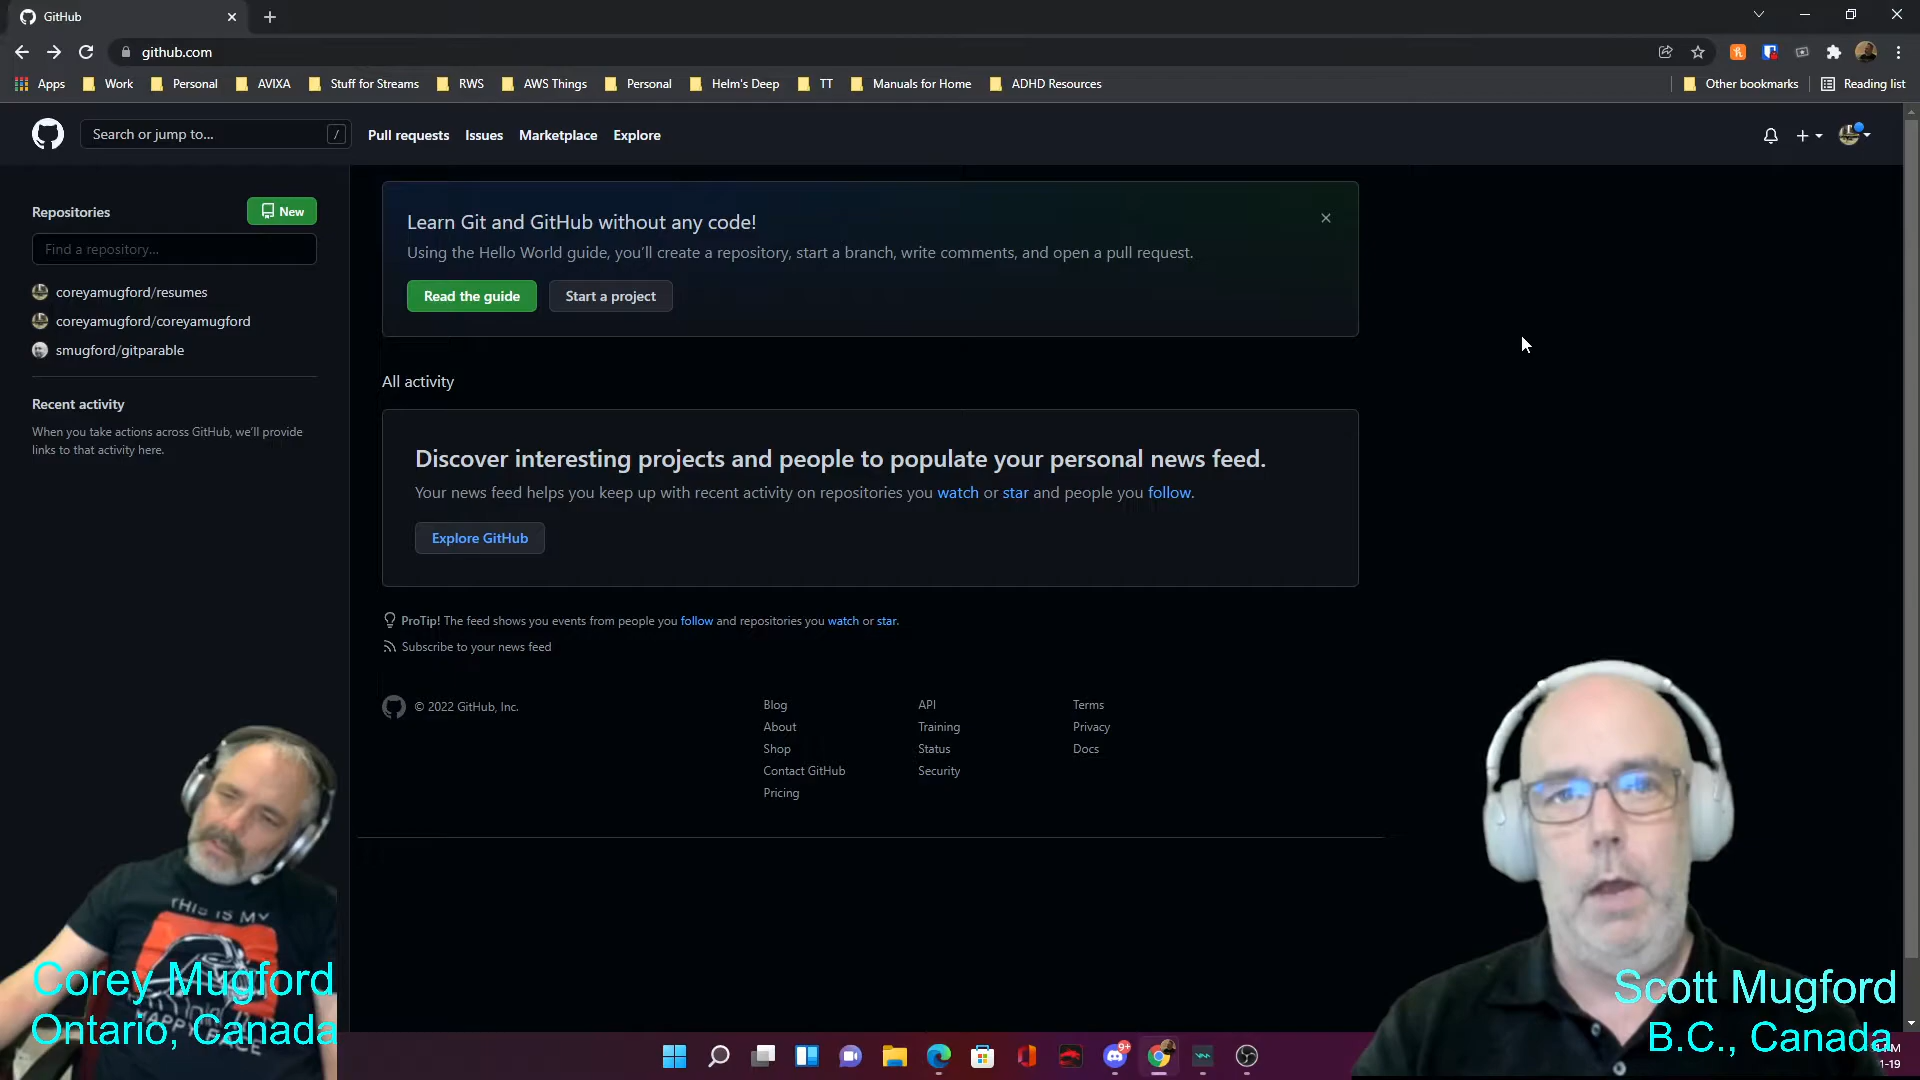 GitHub
github.com
Apps Work Personal AVIXA Stuff for Streams RWS AWS Things Personal Helm's Deep TT Manuals for Home ADHD Resources Other bookmarks Reading list
Search or jump to... / Pull requests Issues Marketplace Explore
Repositories New
Find a repository...
coreyamugford/resumes
coreyamugford/coreyamugford
smugford/gitparable
Recent activity
When you take actions across GitHub, we'll provide
links to that activity here.
Learn Git and GitHub without any code!
Using the Hello World guide, you'll create a repository, start a branch, write comments, and open a pull request.
Read the guide Start a project
All activity
Discover interesting projects and people to populate your personal news feed.
Your news feed helps you keep up with recent activity on repositories you watch or star and people you follow.
Explore GitHub
ProTip! The feed shows you events from people you follow and repositories you watch or star.
Subscribe to your news feed
© 2022 GitHub, Inc.
Blog
About
Shop
Contact GitHub
Pricing
API
Training
Status
Security
Terms
Privacy
Docs
THIS IS MY
HAPPY FACE
Corey Mugford
Ontario, Canada
Scott Mugford
B.C., Canada
9+
1-19